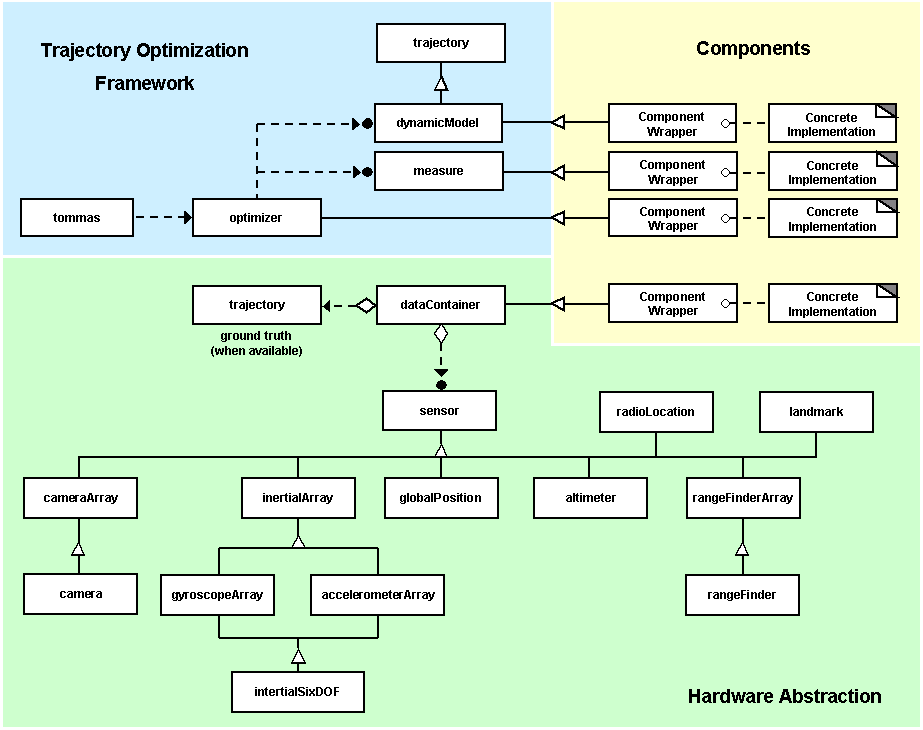 Trajectory Optimization
Framework
Components
trajectory
dynamicModel
Component
Wrapper
Concrete
Implementation
measure
Component
Wrapper
Concrete
Implementation
tommas
optimizer
Component
Wrapper
Concrete
Implementation
trajectory
ground truth
(when available)
dataContainer
Component
Wrapper
Concrete
Implementation
sensor
radioLocation
landmark
cameraArray
inertialArray
globalPosition
altimeter
rangeFinderArray
camera
gyroscopeArray
accelerometerArray
rangeFinder
intertialSixDOF
Hardware Abstraction